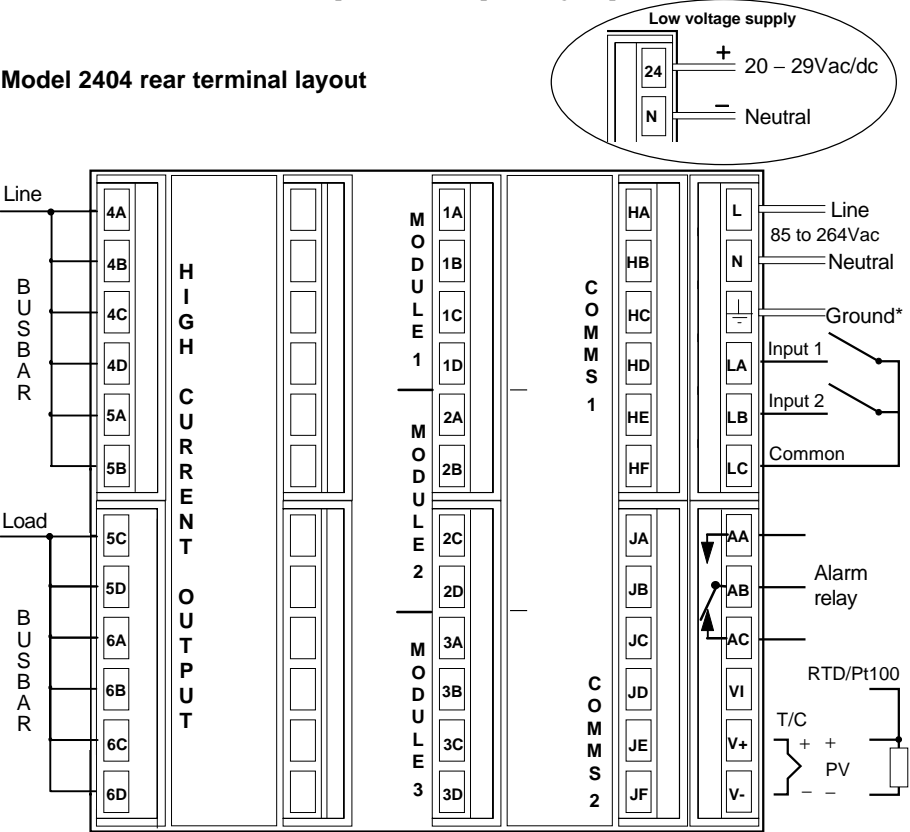 Low voltage supply
24
+
20 – 29Vac/dc
N
–
Neutral
Model 2404 rear terminal layout
Line
BUSBAR
4A
4B
4C
4D
5A
5B
Load
BUSBAR
5C
5D
6A
6B
6C
6D
HIGH CURRENT OUTPUT
MODULE 1
1A
1B
1C
1D
MODULE 2
2A
2B
2C
2D
MODULE 3
3A
3B
3C
3D
COMMS 1
HA
HB
HC
HD
HE
HF
COMMS 2
JA
JB
JC
JD
JE
JF
L
Line
85 to 264Vac
N
Neutral
Ground*
LA
Input 1
LB
Input 2
LC
Common
AA
AB
AC
Alarm
relay
VI
V+
V-
RTD/Pt100
T/C
+ +
PV
– –